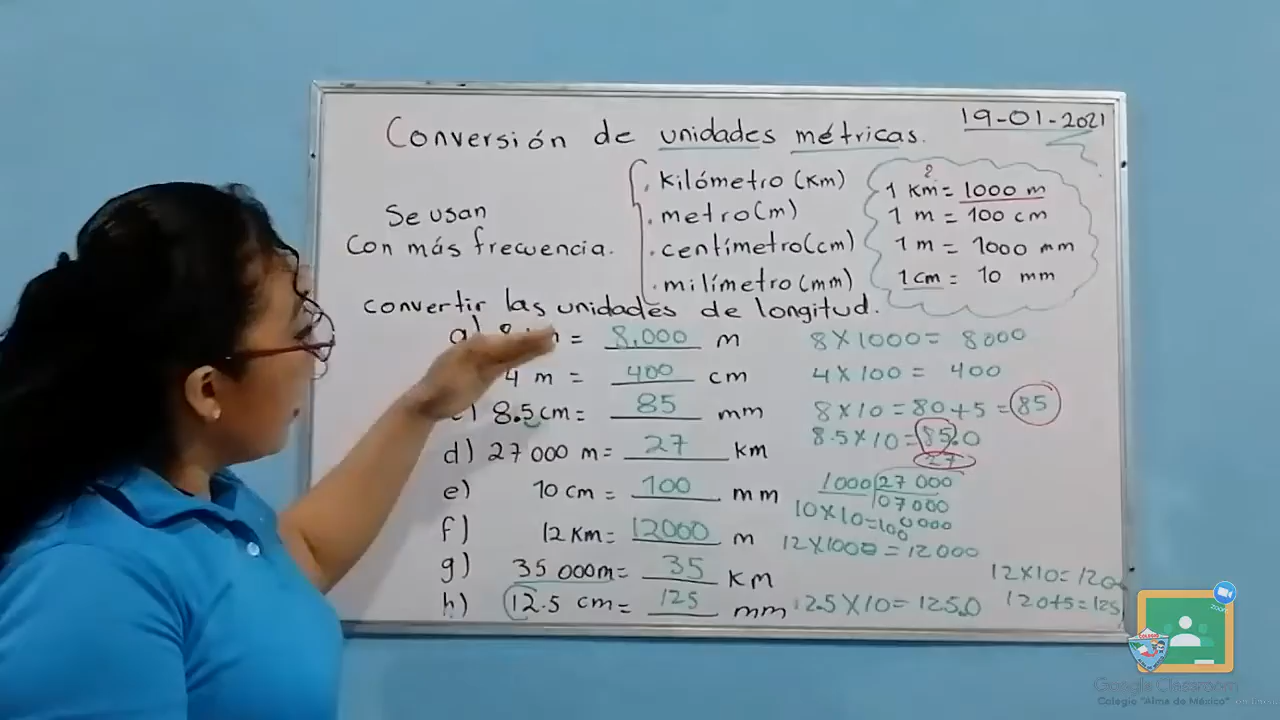 19-01-2021
Conversión de unidades métricas.
Se usan
con más frecuencia.
. Kilómetro (Km)
. metro (m)
. centímetro (cm)
. milímetro (mm)
1 Km = 1000 m
1 m = 100 cm
1 m = 1000 mm
1 cm = 10 mm
convertir las unidades de longitud.
a) = 8,000 m 8 X 1000 = 8000
4 m = 400 cm 4 X 100 = 400
8.5 cm = 85 mm 8 X 10 = 80 + 5 = 85
8.5 X 10 = 85.0
d) 27 000 m = 27 km
27
1000 27 000
07000
0000
e) 10 cm = 100 mm 10 X 10 = 100
f) 12 Km = 12000 m 12 X 1000 = 12 000
g) 35 000 m = 35 KM
12 X 10 = 120
h) 12.5 cm = 125 mm 12.5 X 10 = 125.0
120 + 5 = 125
COLEGIO
zoom
Google Classroom
Colegio "Alma de México"